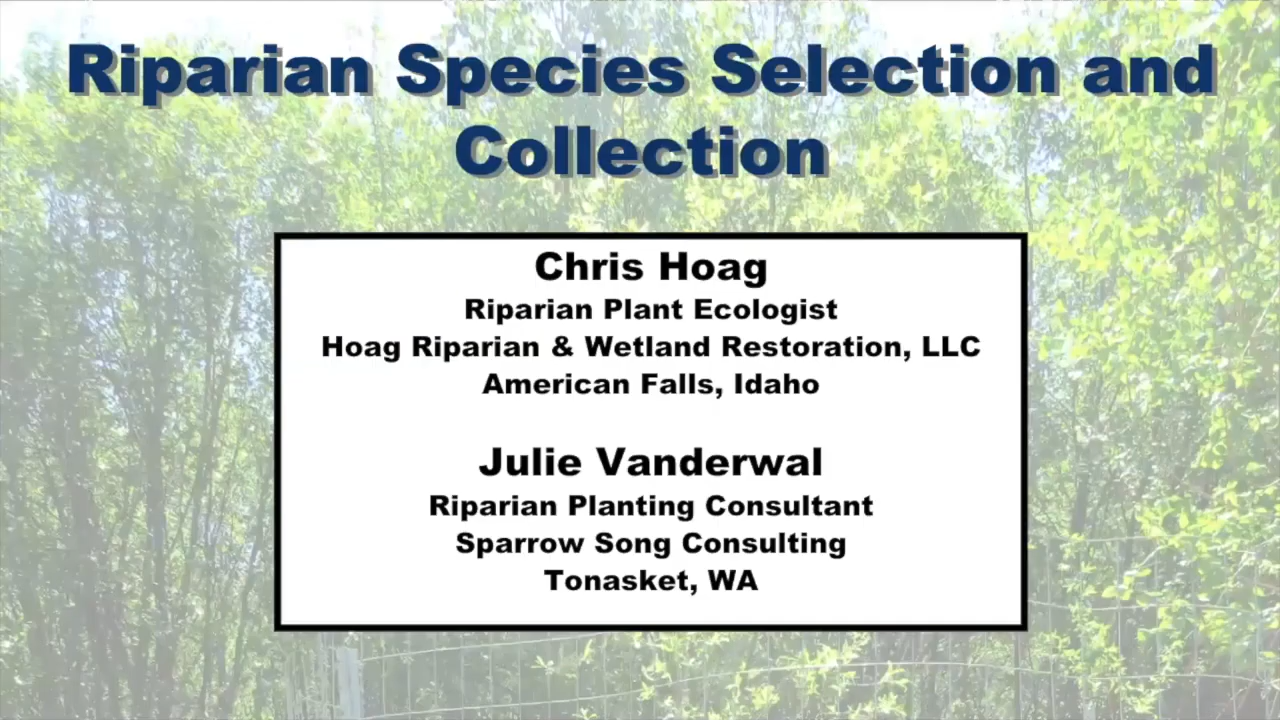 Riparian Species Selection and
Collection
Chris Hoag
Riparian Plant Ecologist
Hoag Riparian & Wetland Restoration, LLC
American Falls, Idaho
Julie Vanderwal
Riparian Planting Consultant
Sparrow Song Consulting
Tonasket, WA